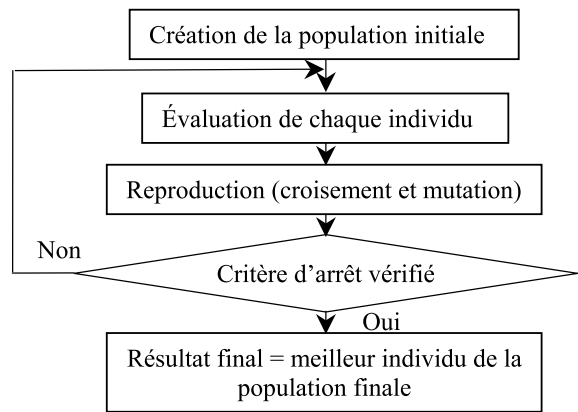 Création de la population initiale
Évaluation de chaque individu
Reproduction (croisement et mutation)
Non
Critère d'arrêt vérifié
Oui
Résultat final = meilleur individu de la
population finale